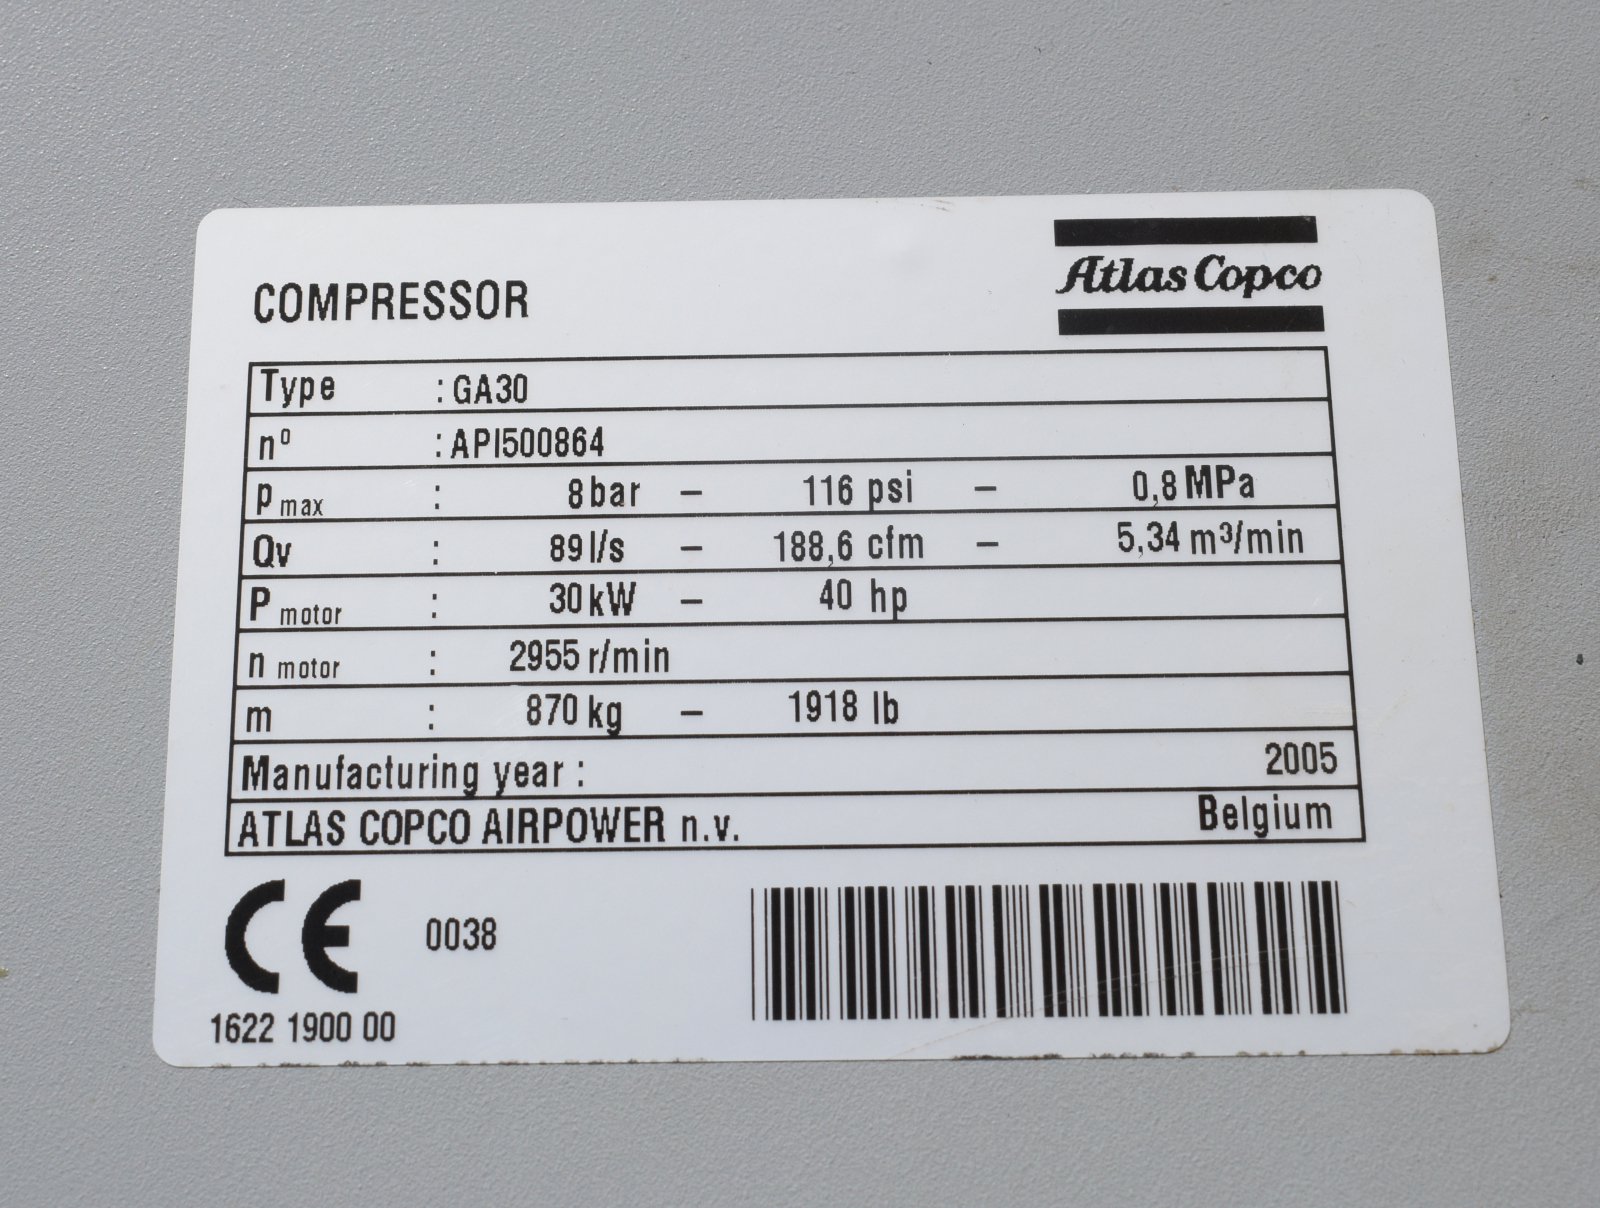 Atlas Copco
COMPRESSOR
Type : GA30
nº : API500864
p max : 8 bar – 116 psi – 0,8 MPa
Qv : 89 l/s – 188,6 cfm – 5,34 m³/min
P motor : 30 kW – 40 hp
n motor : 2955 r/min
m : 870 kg – 1918 lb
Manufacturing year : 2005
ATLAS COPCO AIRPOWER n.v. Belgium
CE 0038
1622 1900 00